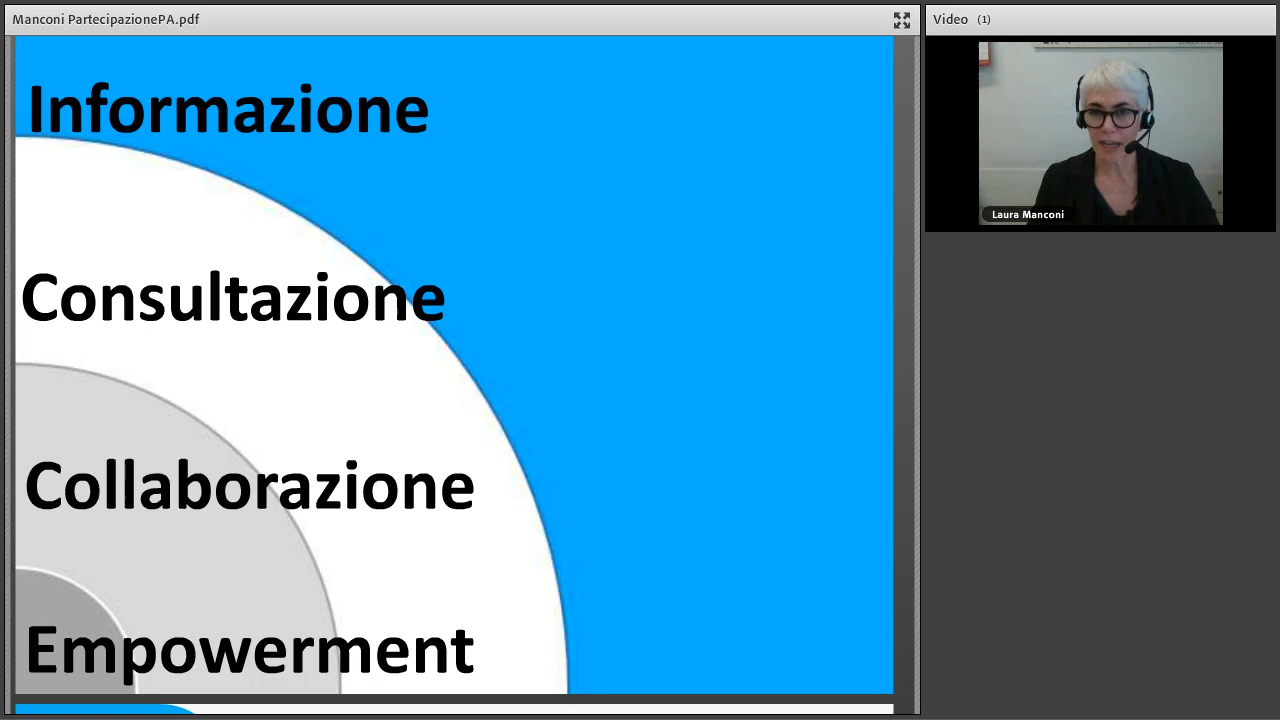 Manconi PartecipazionePA.pdf
Video (1)
Informazione
Consultazione
Collaborazione
Empowerment
Laura Manconi